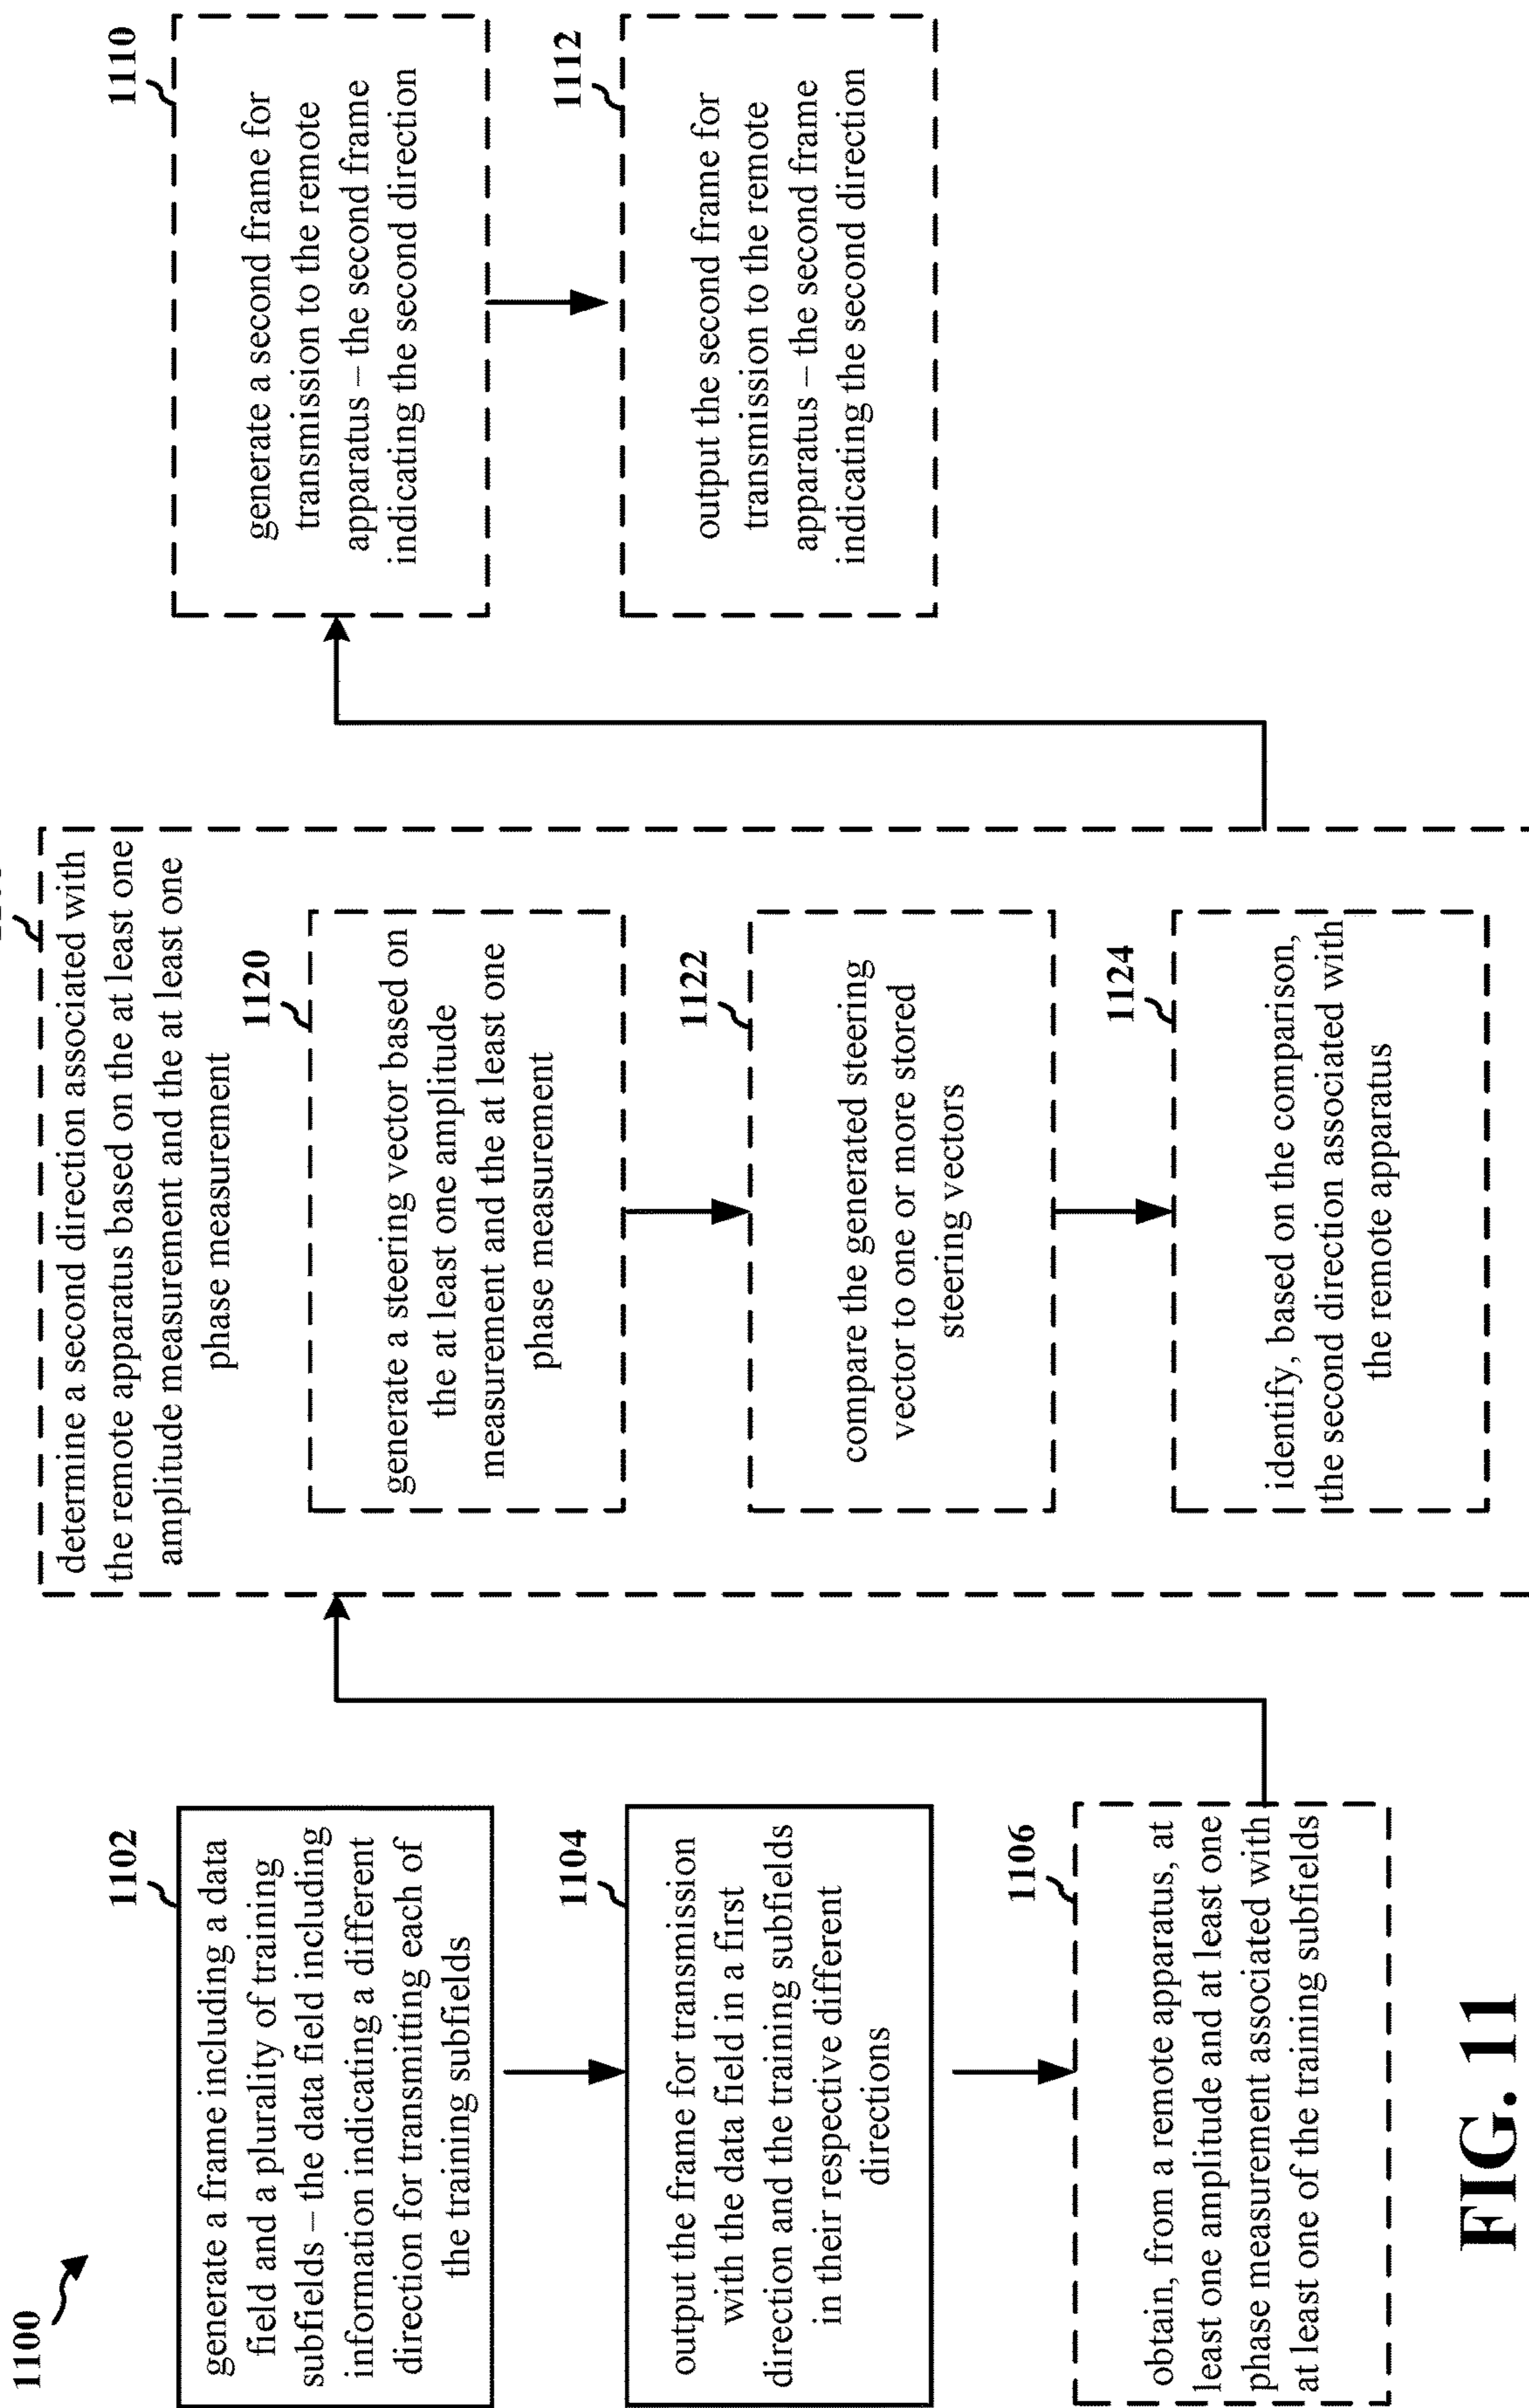 1100
1102
generate a frame including a data
field and a plurality of training
subfields – the data field including
information indicating a different
direction for transmitting each of
the training subfields
1104
output the frame for transmission
with the data field in a first
direction and the training subfields
in their respective different
directions
1106
obtain, from a remote apparatus, at
least one amplitude and at least one
phase measurement associated with
at least one of the training subfields
determine a second direction associated with
the remote apparatus based on the at least one
amplitude measurement and the at least one
phase measurement
1120
generate a steering vector based on
the at least one amplitude
measurement and the at least one
phase measurement
1122
compare the generated steering
vector to one or more stored
steering vectors
1124
identify, based on the comparison,
the second direction associated with
the remote apparatus
1110
generate a second frame for
transmission to the remote
apparatus – the second frame
indicating the second direction
1112
output the second frame for
transmission to the remote
apparatus – the second frame
indicating the second direction
FIG. 11